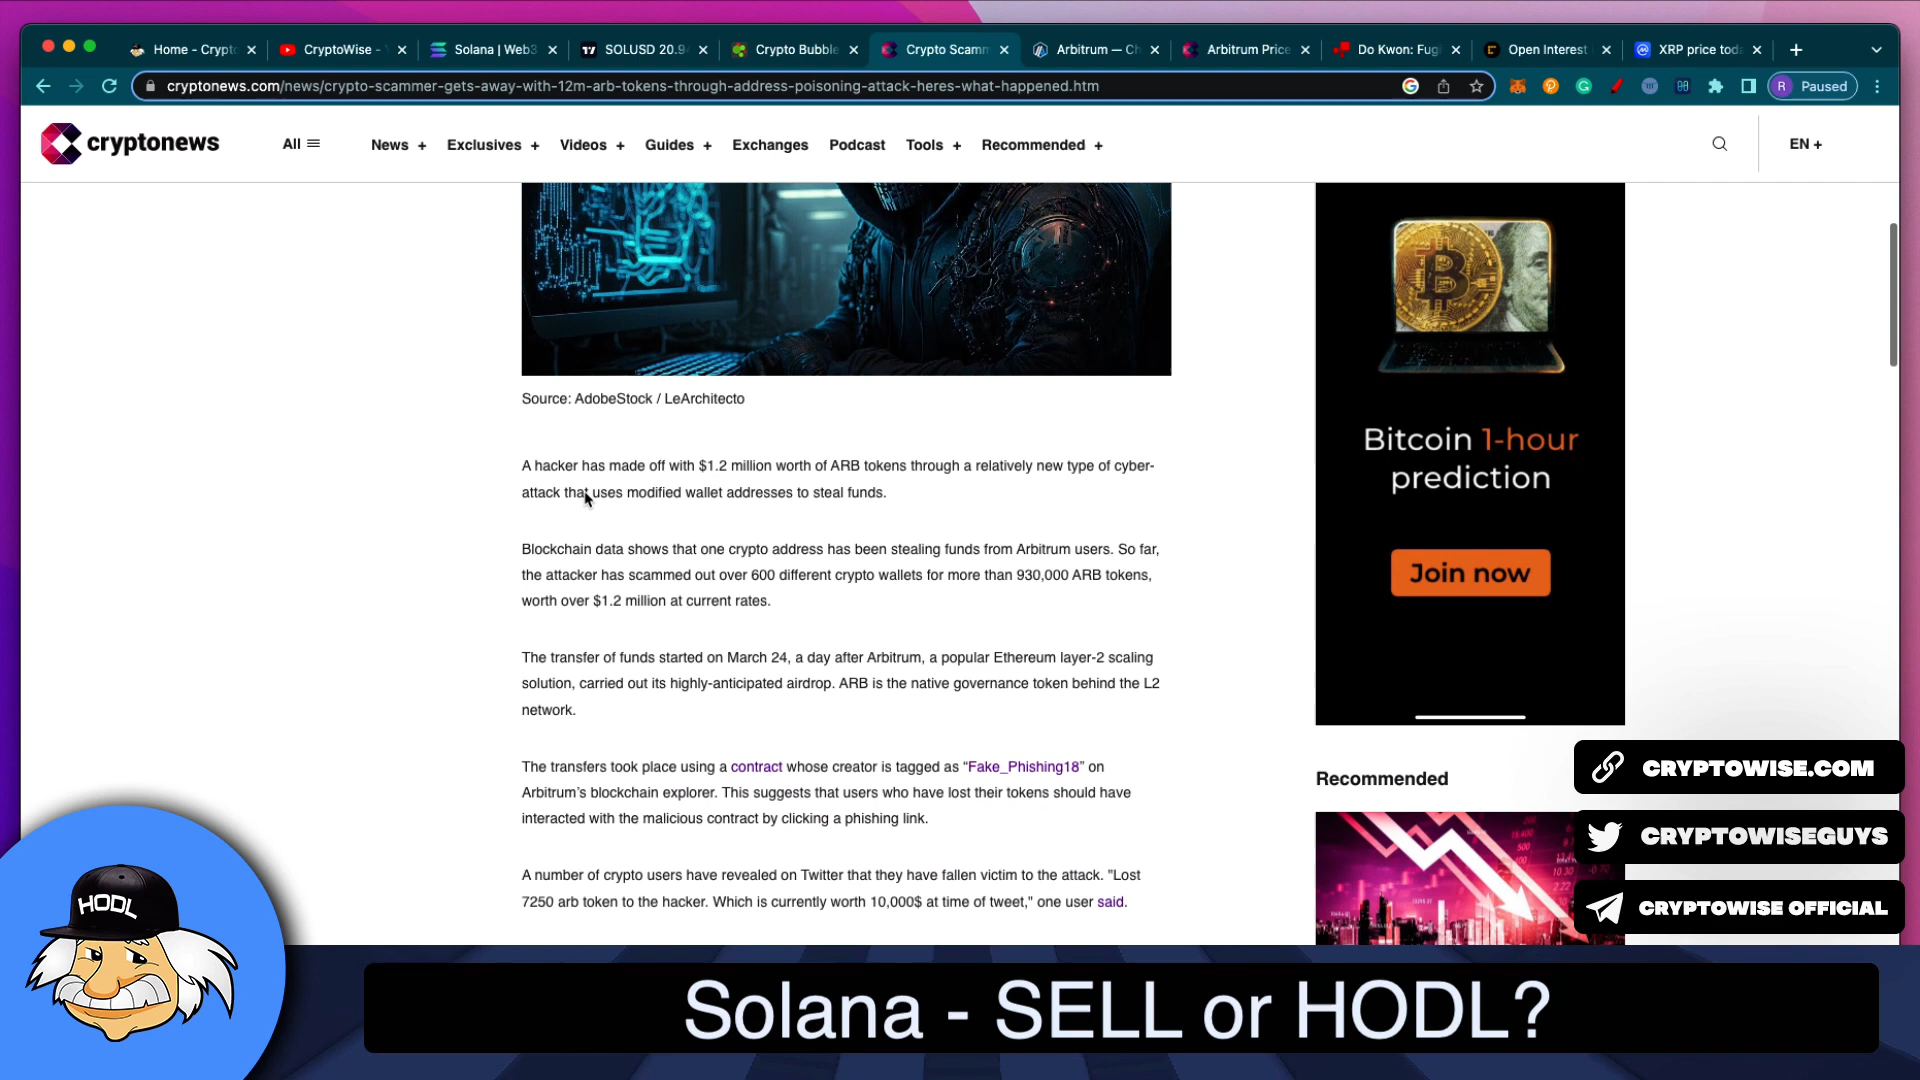 Home - Crypto
CryptoWise -
Solana | Web3
SOLUSD 20.9
Crypto Bubble
Crypto Scamm
Arbitrum — Ch
Arbitrum Price
Do Kwon: Fugi
Open Interest
XRP price toda
cryptonews.com/news/crypto-scammer-gets-away-with-12m-arb-tokens-through-address-poisoning-attack-heres-what-happened.htm
R Paused
cryptonews
All
News +
Exclusives +
Videos +
Guides +
Exchanges
Podcast
Tools +
Recommended +
EN +
Source: AdobeStock / LeArchitecto
A hacker has made off with $1.2 million worth of ARB tokens through a relatively new type of cyber-
attack that uses modified wallet addresses to steal funds.
Blockchain data shows that one crypto address has been stealing funds from Arbitrum users. So far,
the attacker has scammed out over 600 different crypto wallets for more than 930,000 ARB tokens,
worth over $1.2 million at current rates.
The transfer of funds started on March 24, a day after Arbitrum, a popular Ethereum layer-2 scaling
solution, carried out its highly-anticipated airdrop. ARB is the native governance token behind the L2
network.
The transfers took place using a contract whose creator is tagged as “Fake_Phishing18” on
Arbitrum’s blockchain explorer. This suggests that users who have lost their tokens should have
interacted with the malicious contract by clicking a phishing link.
A number of crypto users have revealed on Twitter that they have fallen victim to the attack. "Lost
7250 arb token to the hacker. Which is currently worth 10,000$ at time of tweet," one user said.
Bitcoin 1-hour
prediction
Join now
Recommended
CRYPTOWISE.COM
CRYPTOWISEGUYS
CRYPTOWISE OFFICIAL
HODL
Solana - SELL or HODL?